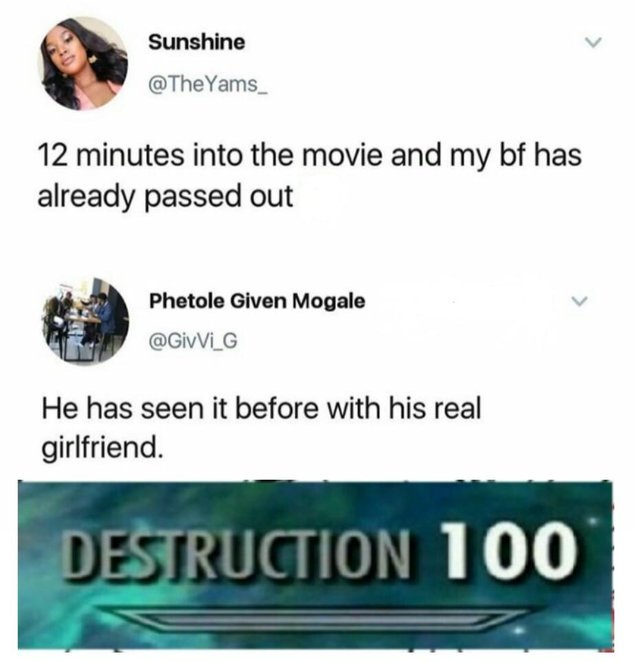 Sunshine
@TheYams_
12 minutes into the movie and my bf has
already passed out
Phetole Given Mogale
@GivVi_G
He has seen it before with his real
girlfriend.
DESTRUCTION 100